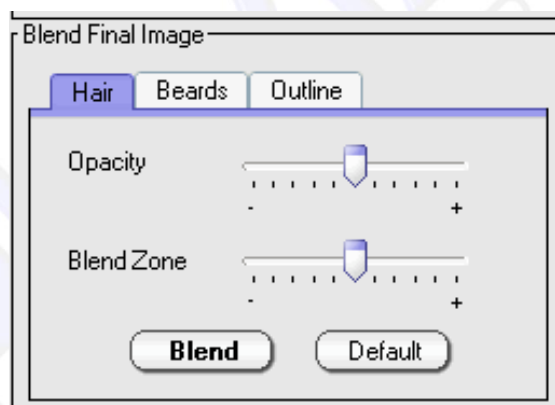 Blend Final Image
Hair Beards Outline
Opacity
- +
Blend Zone
- +
Blend Default